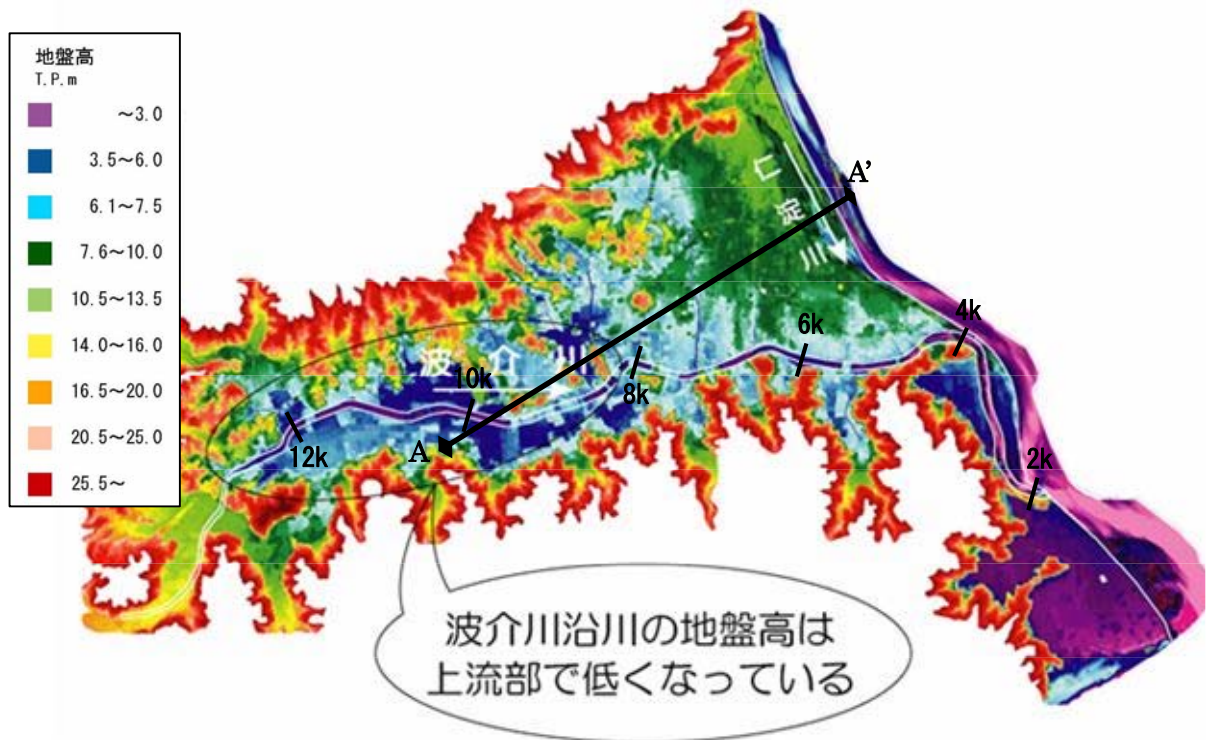 地盤高
T.P.m
～3.0
3.5～6.0
6.1～7.5
7.6～10.0
10.5～13.5
14.0～16.0
16.5～20.0
20.5～25.0
25.5～
仁淀川
A’
4k
6k
波介川
8k
10k
A
12k
2k
波介川沿川の地盤高は
上流部で低くなっている